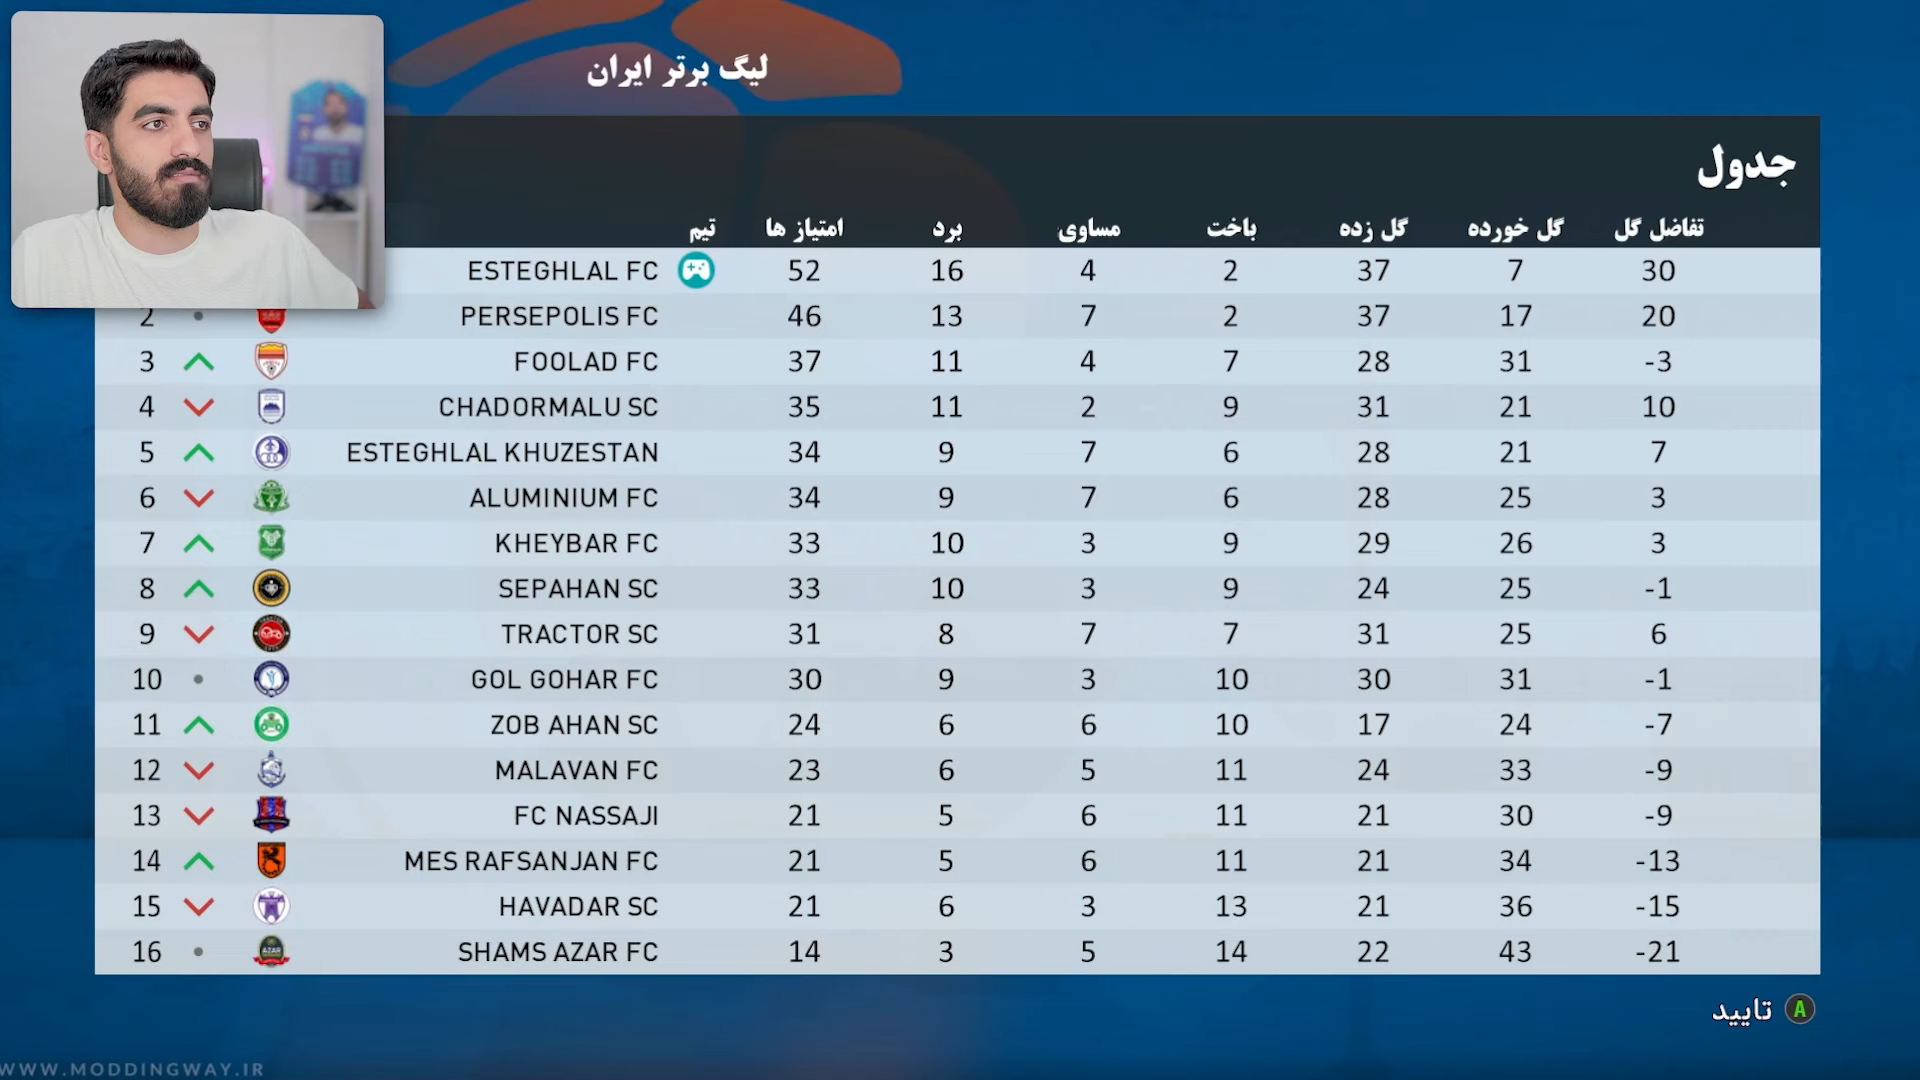 لیگ برتر ایران
جدول
تیم امتیاز ها برد مساوی باخت گل زده گل خورده تفاضل گل
ESTEGHLAL FC 52 16 4 2 37 7 30
2 PERSEPOLIS FC 46 13 7 2 37 17 20
3 FOOLAD FC 37 11 4 7 28 31 -3
4 CHADORMALU SC 35 11 2 9 31 21 10
5 ESTEGHLAL KHUZESTAN 34 9 7 6 28 21 7
6 ALUMINIUM FC 34 9 7 6 28 25 3
7 KHEYBAR FC 33 10 3 9 29 26 3
8 SEPAHAN SC 33 10 3 9 24 25 -1
9 TRACTOR SC 31 8 7 7 31 25 6
10 GOL GOHAR FC 30 9 3 10 30 31 -1
11 ZOB AHAN SC 24 6 6 10 17 24 -7
12 MALAVAN FC 23 6 5 11 24 33 -9
13 FC NASSAJI 21 5 6 11 21 30 -9
14 MES RAFSANJAN FC 21 5 6 11 21 34 -13
15 HAVADAR SC 21 6 3 13 21 36 -15
16 SHAMS AZAR FC 14 3 5 14 22 43 -21
تایید A
WWW.MODDINGWAY.IR